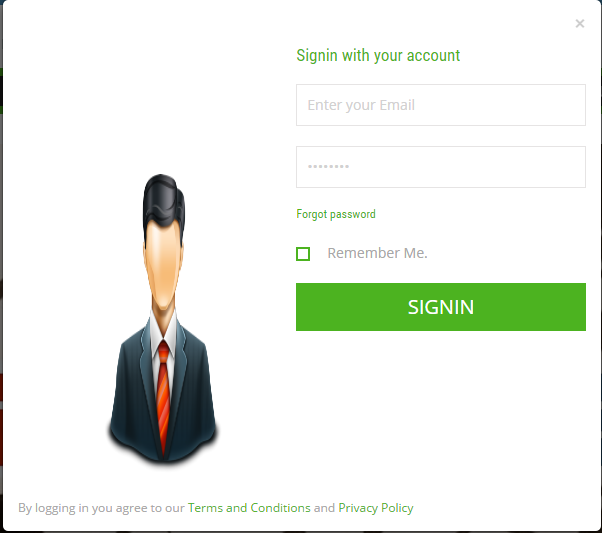 ×
Signin with your account
Enter your Email
••••••••
Forgot password
Remember Me.
SIGNIN
By logging in you agree to our Terms and Conditions and Privacy Policy